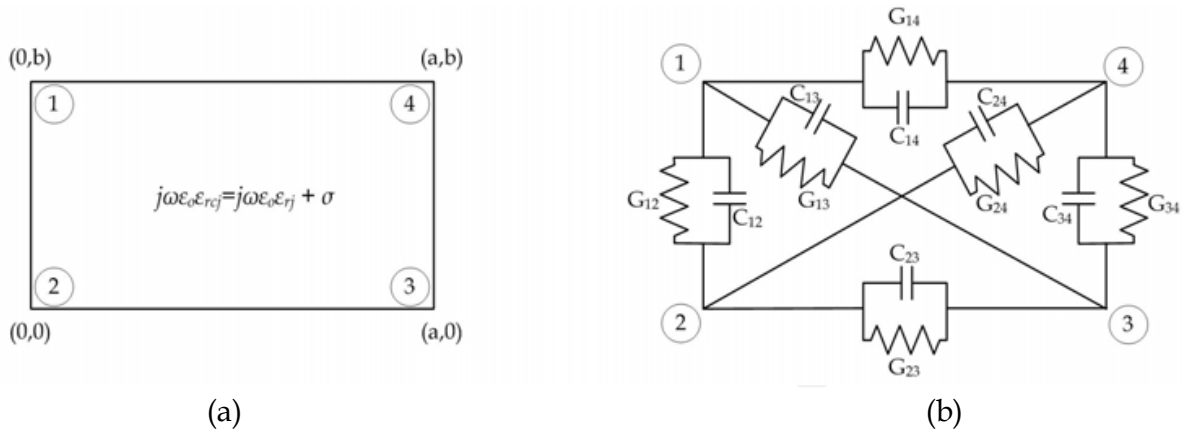 (0,b)
(a,b)
1
4
jωε₀ε_rcj=jωε₀ε_rj + σ
2
3
(0,0)
(a,0)
(a)
G₁₄
1
4
C₁₃
C₂₄
C₁₄
G₁₂
C₁₂
G₁₃
G₂₄
C₃₄
G₃₄
C₂₃
2
3
G₂₃
(b)